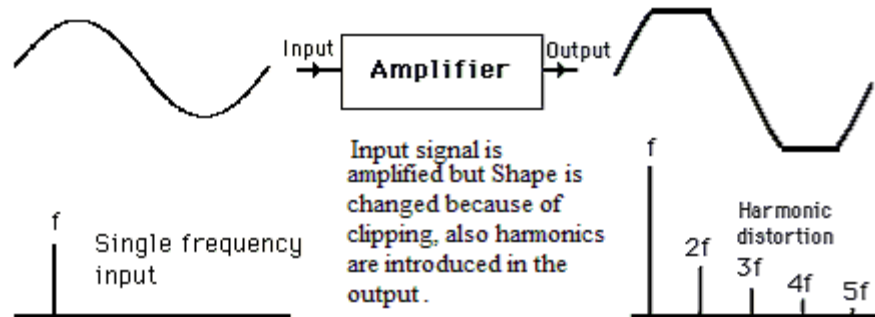 Input
Amplifier
Output
Input signal is
amplified but Shape is
changed because of
clipping, also harmonics
are introduced in the
output .
f
Single frequency
input
f
2f
3f
4f
5f
Harmonic
distortion